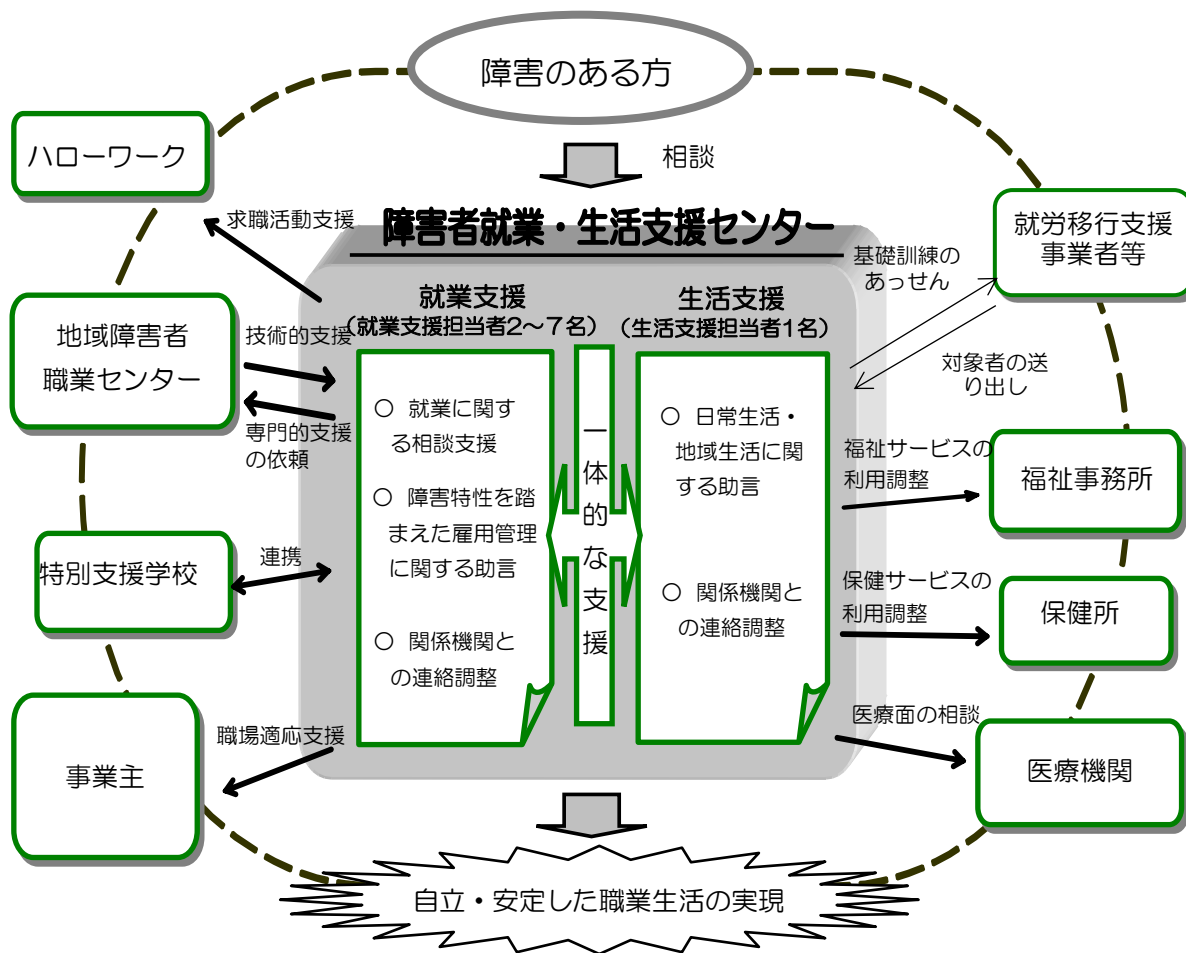 障害のある方
相談
障害者就業・生活支援センター
ハローワーク
求職活動支援
地域障害者
職業センター
技術的支援
専門的支援
の依頼
特別支援学校
連携
事業主
職場適応支援
就業支援
(就業支援担当者2~7名)
○ 就業に関す
る相談支援
○ 障害特性を踏
まえた雇用管理
に関する助言
○ 関係機関と
の連絡調整
一体的な支援
生活支援
(生活支援担当者1名)
○ 日常生活・
地域生活に関
する助言
○ 関係機関と
の連絡調整
就労移行支援
事業者等
基礎訓練の
あっせん
対象者の送
り出し
福祉サービスの
利用調整
福祉事務所
保健サービスの
利用調整
保健所
医療面の相談
医療機関
自立・安定した職業生活の実現